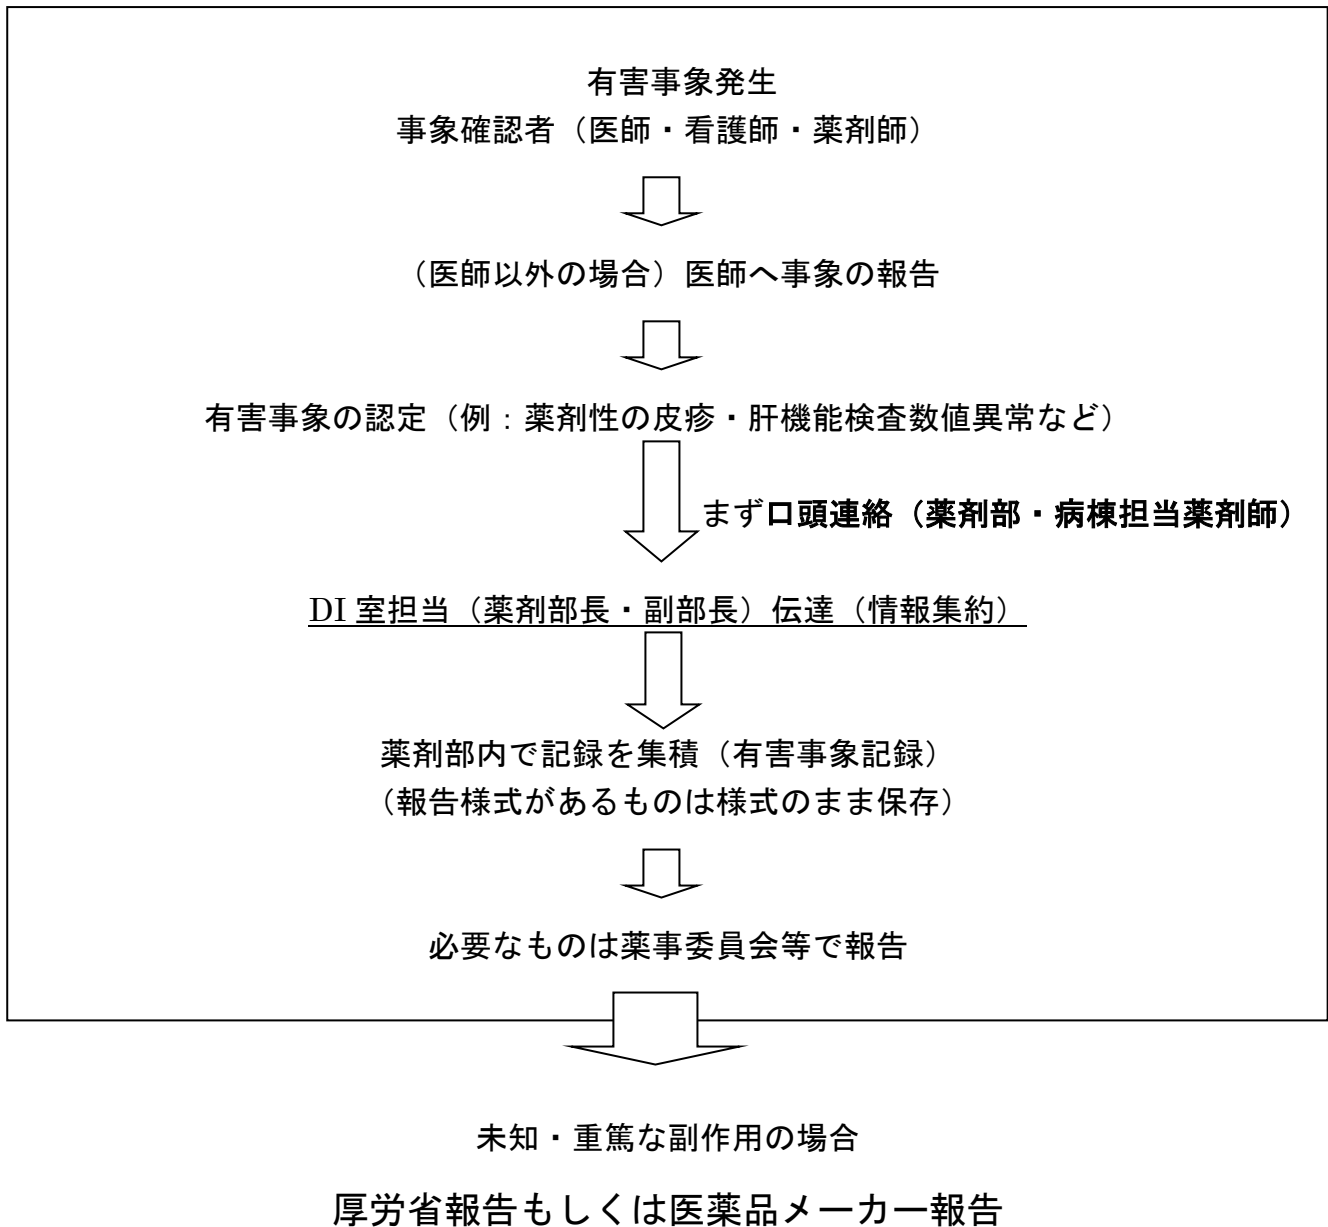 有害事象発生
事象確認者（医師・看護師・薬剤師）
（医師以外の場合）医師へ事象の報告
有害事象の認定（例：薬剤性の皮疹・肝機能検査数値異常など）
まず口頭連絡（薬剤部・病棟担当薬剤師）
DI 室担当（薬剤部長・副部長）伝達（情報集約）
薬剤部内で記録を集積（有害事象記録）
（報告様式があるものは様式のまま保存）
必要なものは薬事委員会等で報告
未知・重篤な副作用の場合
厚労省報告もしくは医薬品メーカー報告